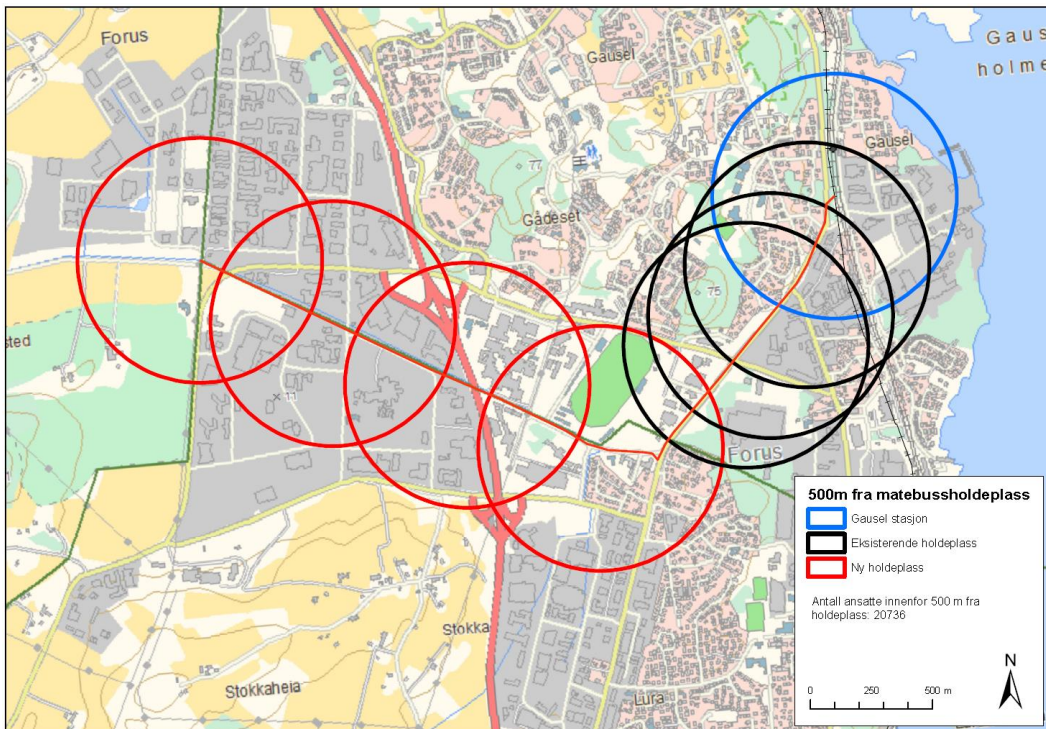 Forus
Gausel
Gaus
holme
Gausel
77
Gådeset
75
sted
11
Forus
Stokka
Stokkaheia
Lura
500m fra matebussholdeplass
Gausel stasjon
Eksisterende holdeplass
Ny holdeplass
Antall ansatte innenfor 500 m fra
holdeplass: 20736
N
0 250 500 m